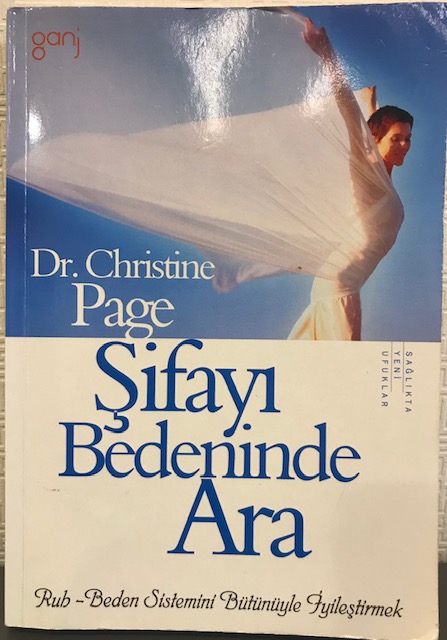 ganj
Dr. Christine
Page
SAĞLIKTA
YENİ
UFUKLAR
Şifayı
Bedeninde
Ara
Ruh – Beden Sistemini Bütünüyle İyileştirmek